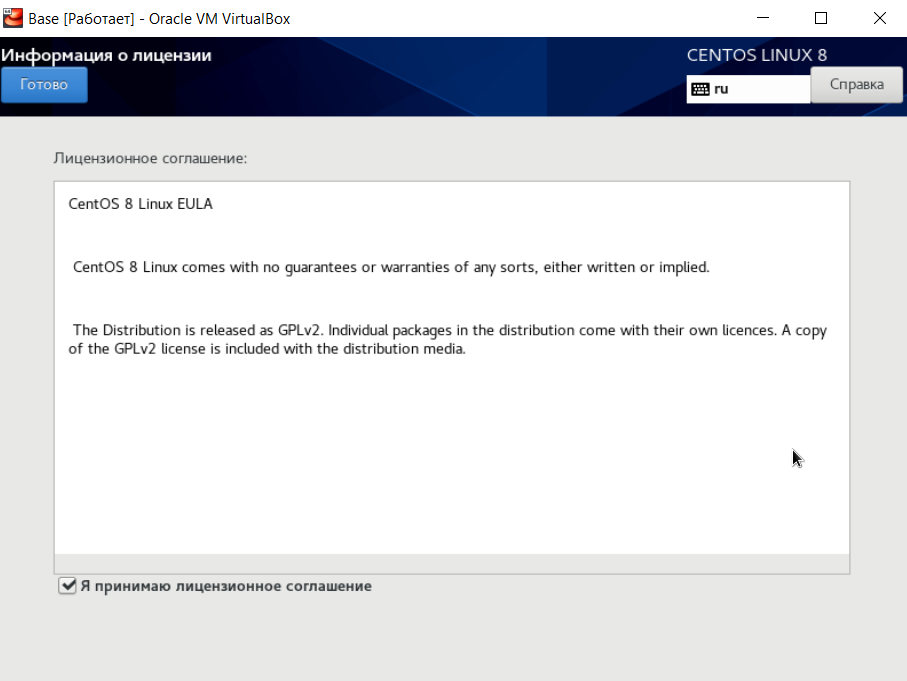 Base [Работает] - Oracle VM VirtualBox
Информация о лицензии
CENTOS LINUX 8
Готово
ru
Справка
Лицензионное соглашение:
CentOS 8 Linux EULA
CentOS 8 Linux comes with no guarantees or warranties of any sorts, either written or implied.
The Distribution is released as GPLv2. Individual packages in the distribution come with their own licences. A copy
of the GPLv2 license is included with the distribution media.
Я принимаю лицензионное соглашение